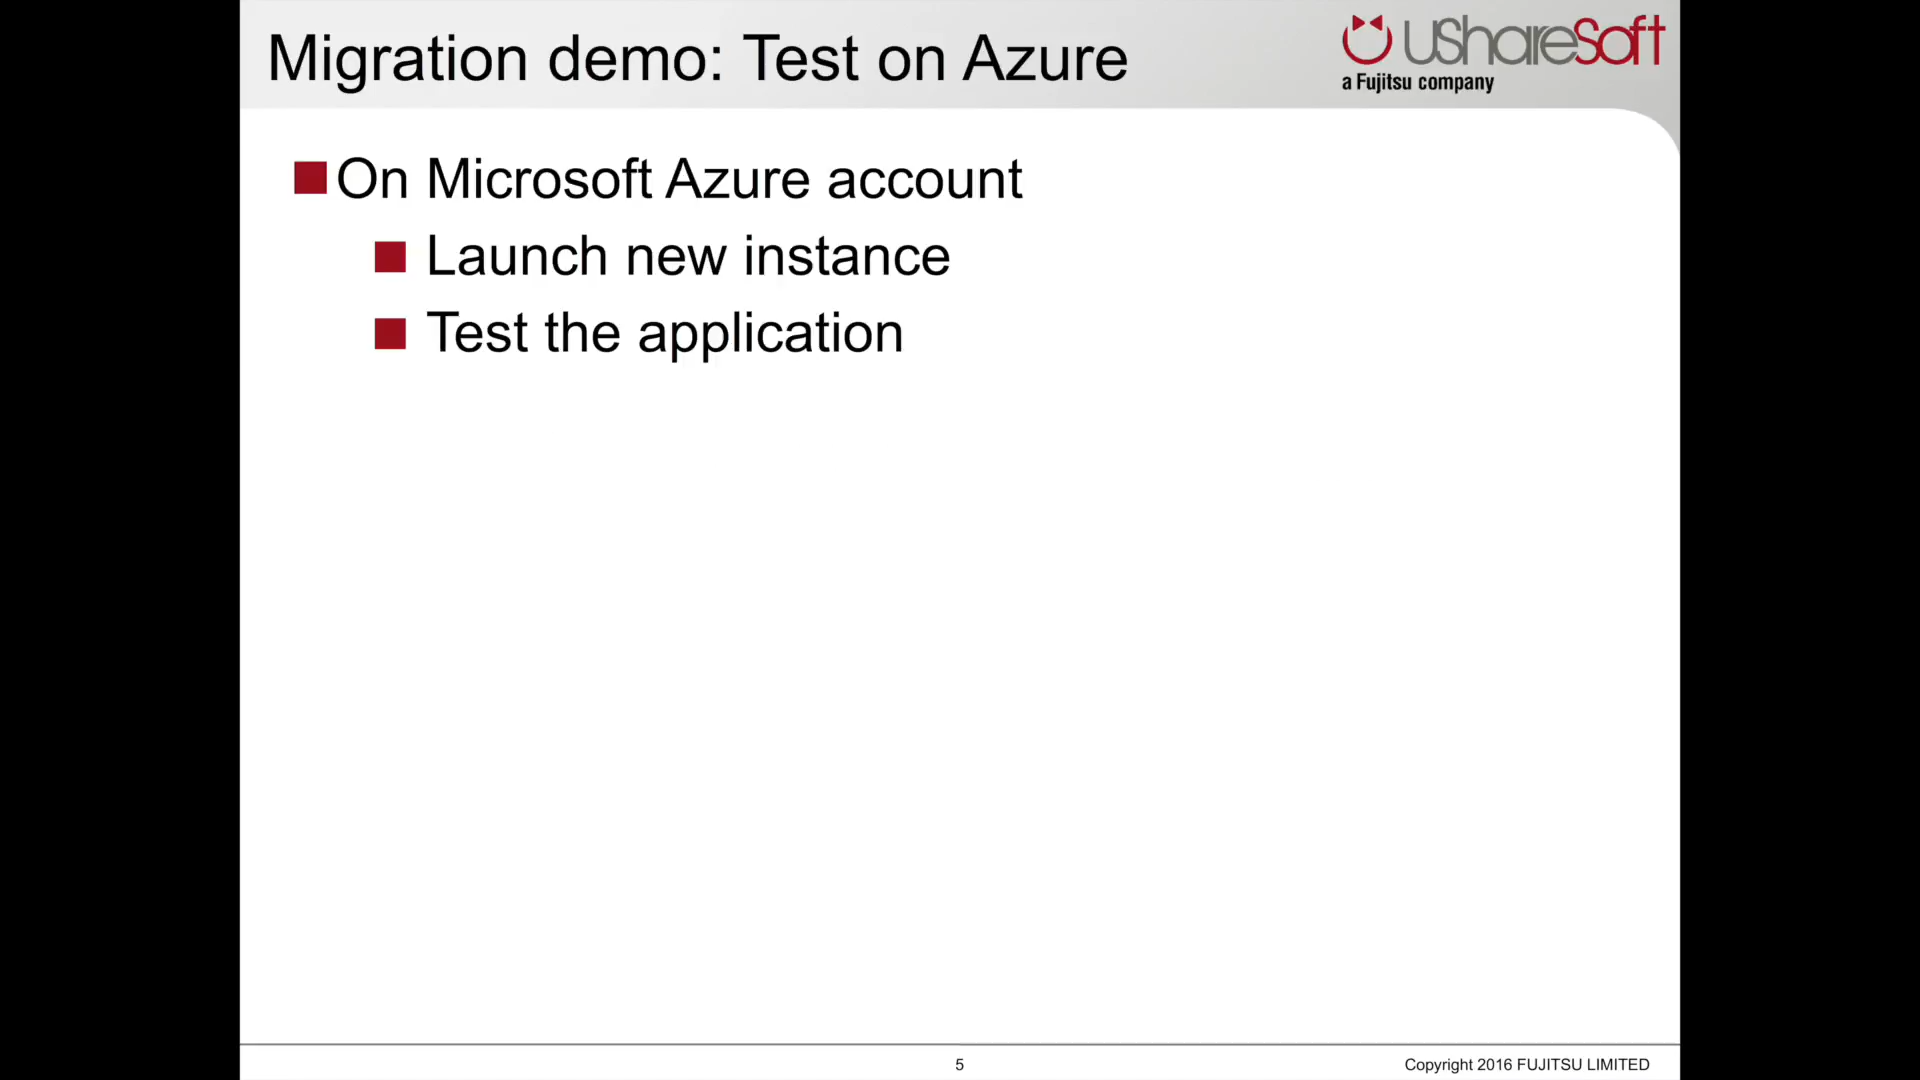 Migration demo: Test on Azure
UShareSoft
a Fujitsu company
On Microsoft Azure account
Launch new instance
Test the application
5
Copyright 2016 FUJITSU LIMITED